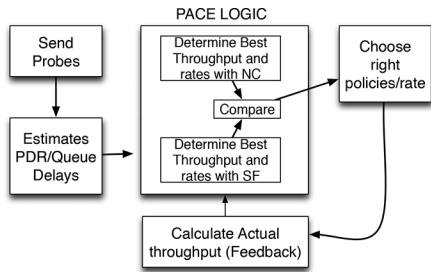 PACE LOGIC
Send
Probes
Estimates
PDR/Queue
Delays
Determine Best
Throughput and
rates with NC
Compare
Determine Best
Throughput and
rates with SF
Choose
right
policies/rate
Calculate Actual
throughput (Feedback)